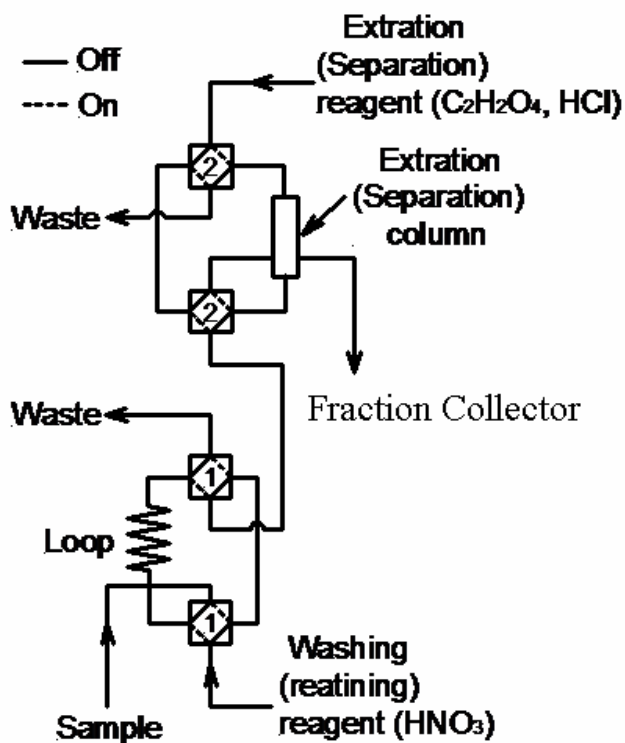 Off
On
Extration
(Separation)
reagent (C₂H₂O₄, HCl)
2
Extration
(Separation)
column
Waste
2
Fraction Collector
Waste
1
Loop
1
Washing
(reatining)
reagent (HNO₃)
Sample